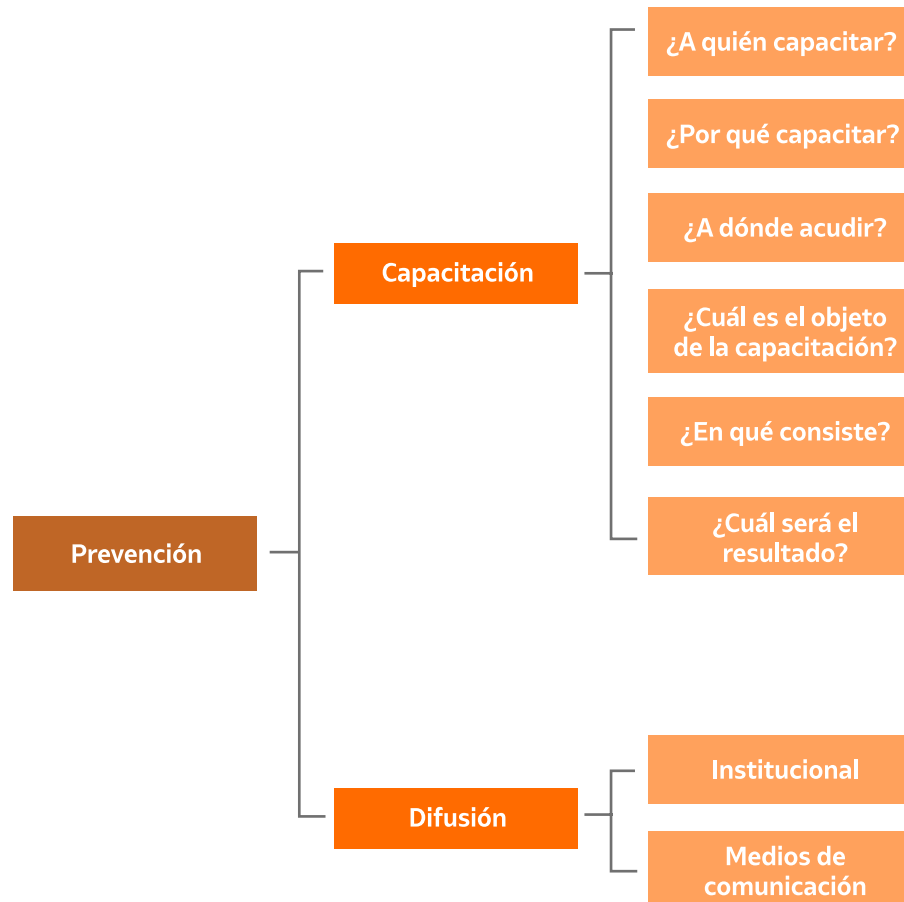 Prevención
Capacitación
¿A quién capacitar?
¿Por qué capacitar?
¿A dónde acudir?
¿Cuál es el objeto
de la capacitación?
¿En qué consiste?
¿Cuál será el
resultado?
Difusión
Institucional
Medios de
comunicación